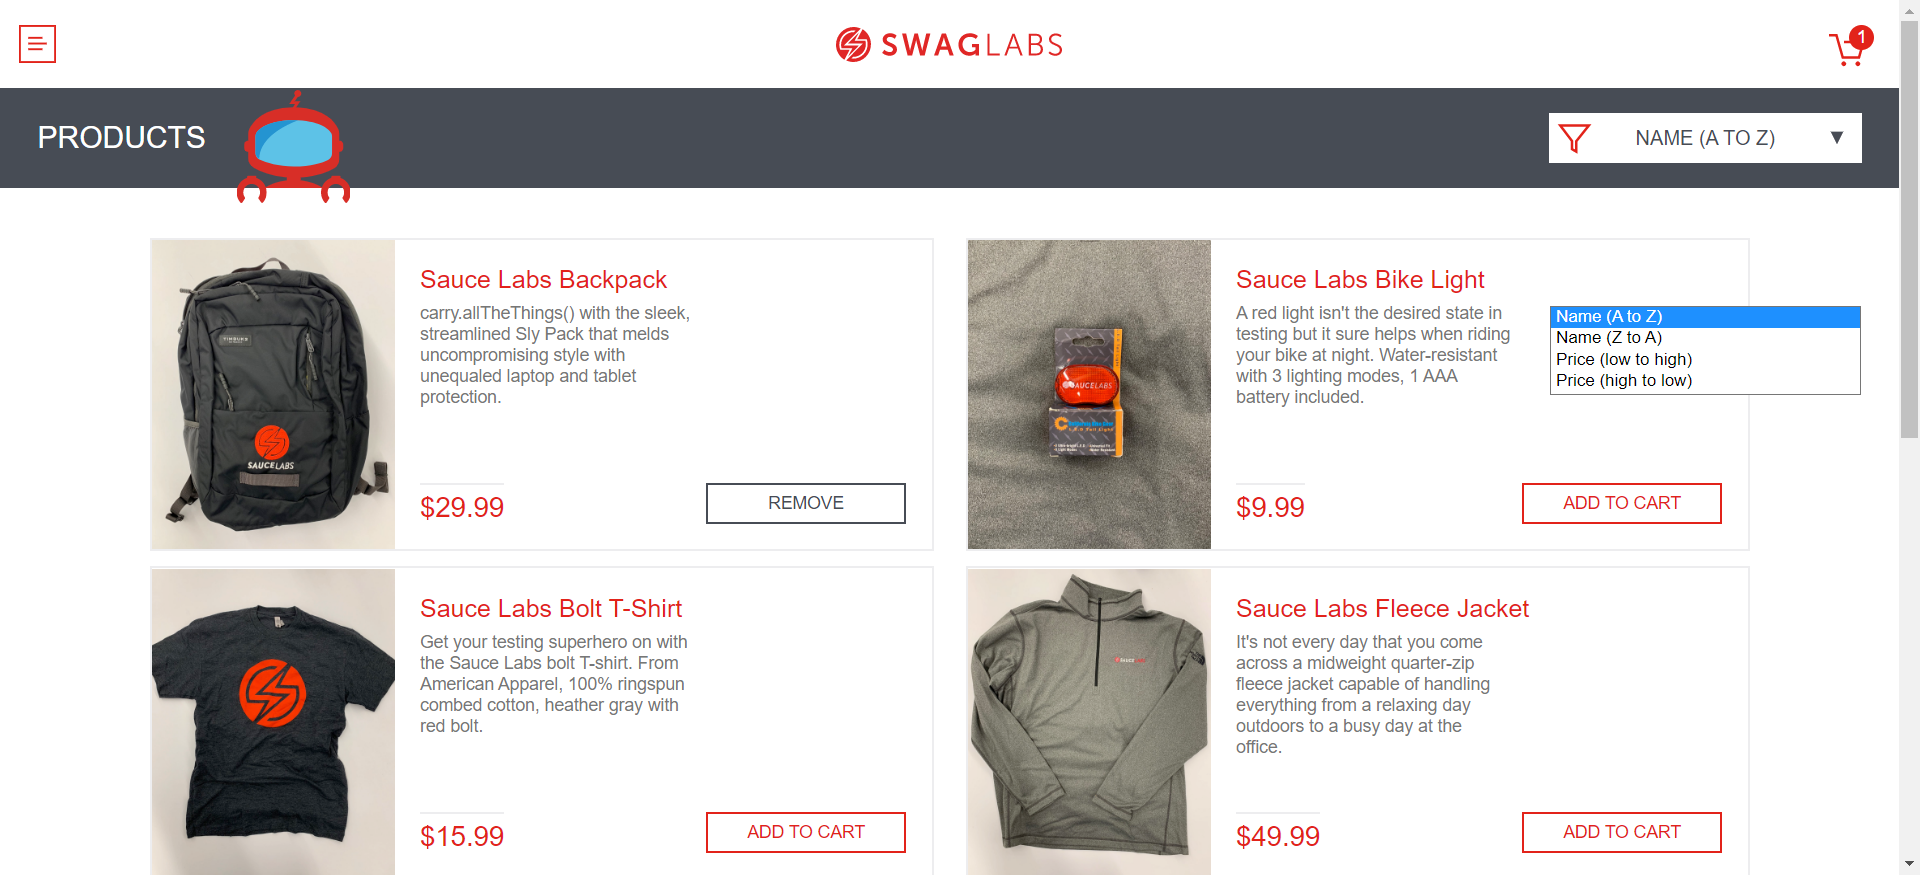 SWAGLABS
1
PRODUCTS
NAME (A TO Z) ▼
Sauce Labs Backpack
carry.allTheThings() with the sleek,
streamlined Sly Pack that melds
uncompromising style with
unequaled laptop and tablet
protection.
$29.99
REMOVE
SAUCELABS
Sauce Labs Bike Light
A red light isn't the desired state in
testing but it sure helps when riding
your bike at night. Water-resistant
with 3 lighting modes, 1 AAA
battery included.
$9.99
ADD TO CART
SAUCELABS
Name (A to Z)
Name (Z to A)
Price (low to high)
Price (high to low)
Sauce Labs Bolt T-Shirt
Get your testing superhero on with
the Sauce Labs bolt T-shirt. From
American Apparel, 100% ringspun
combed cotton, heather gray with
red bolt.
$15.99
ADD TO CART
Sauce Labs Fleece Jacket
It's not every day that you come
across a midweight quarter-zip
fleece jacket capable of handling
everything from a relaxing day
outdoors to a busy day at the
office.
$49.99
ADD TO CART